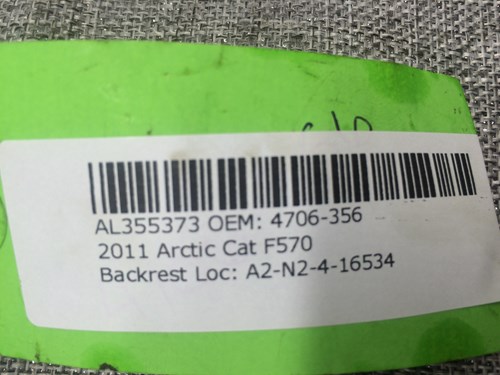 AL355373 OEM: 4706-356
2011 Arctic Cat F570
Backrest Loc: A2-N2-4-16534